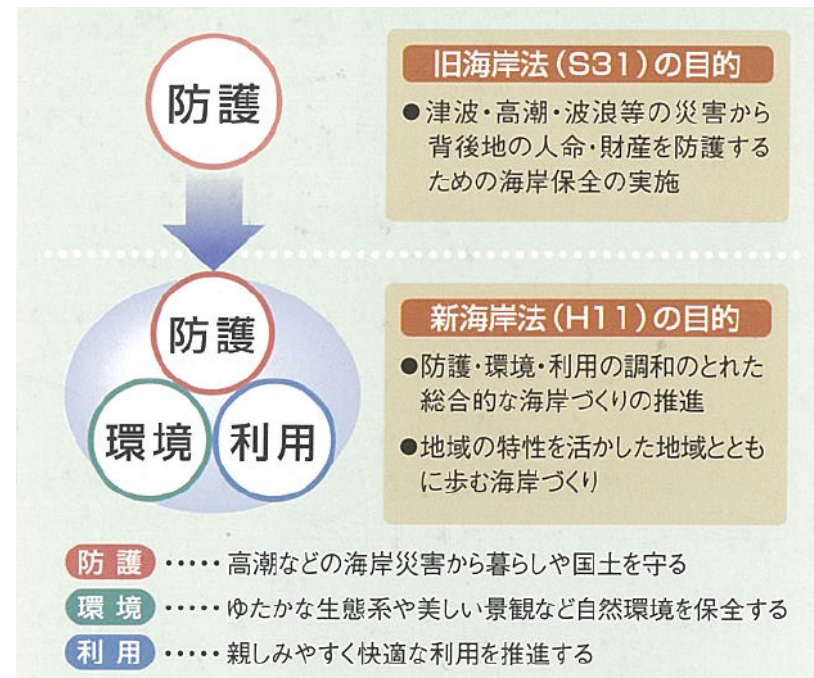 防護
旧海岸法(S31)の目的
●津波・高潮・波浪等の災害から
背後地の人命・財産を防護する
ための海岸保全の実施
防護
環境
利用
新海岸法(H11)の目的
●防護・環境・利用の調和のとれた
総合的な海岸づくりの推進
●地域の特性を活かした地域ととも
に歩む海岸づくり
防護・・・・・高潮などの海岸災害から暮らしや国土を守る
環境・・・・・ゆたかな生態系や美しい景観など自然環境を保全する
利用・・・・・親しみやすく快適な利用を推進する